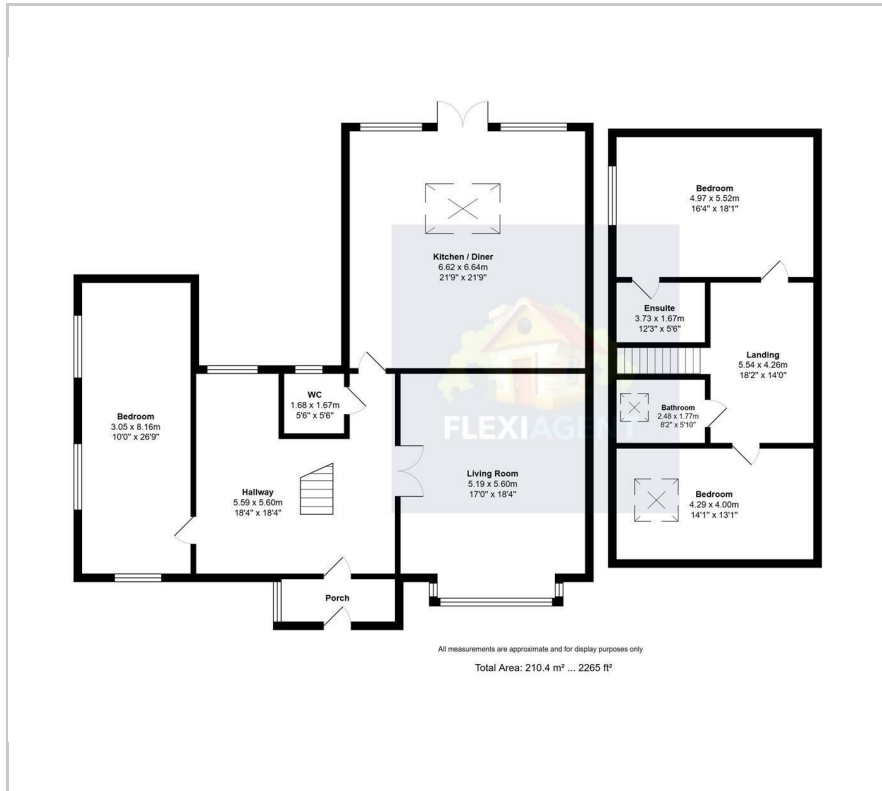 Kitchen / Diner
6.62 x 6.64m
21'9" x 21'9"
Bedroom
4.97 x 5.52m
16'4" x 18'1"
Ensuite
3.73 x 1.67m
12'3" x 5'6"
Landing
5.54 x 4.26m
18'2" x 14'0"
WC
1.68 x 1.67m
5'6" x 5'6"
Bathroom
2.48 x 1.77m
8'2" x 5'10"
Bedroom
3.05 x 8.16m
10'0" x 26'9"
FLEXIAGENT
Living Room
5.19 x 5.60m
17'0" x 18'4"
Hallway
5.59 x 5.60m
18'4" x 18'4"
Bedroom
4.29 x 4.00m
14'1" x 13'1"
Porch
All measurements are approximate and for display purposes only
Total Area: 210.4 m² ... 2265 ft²